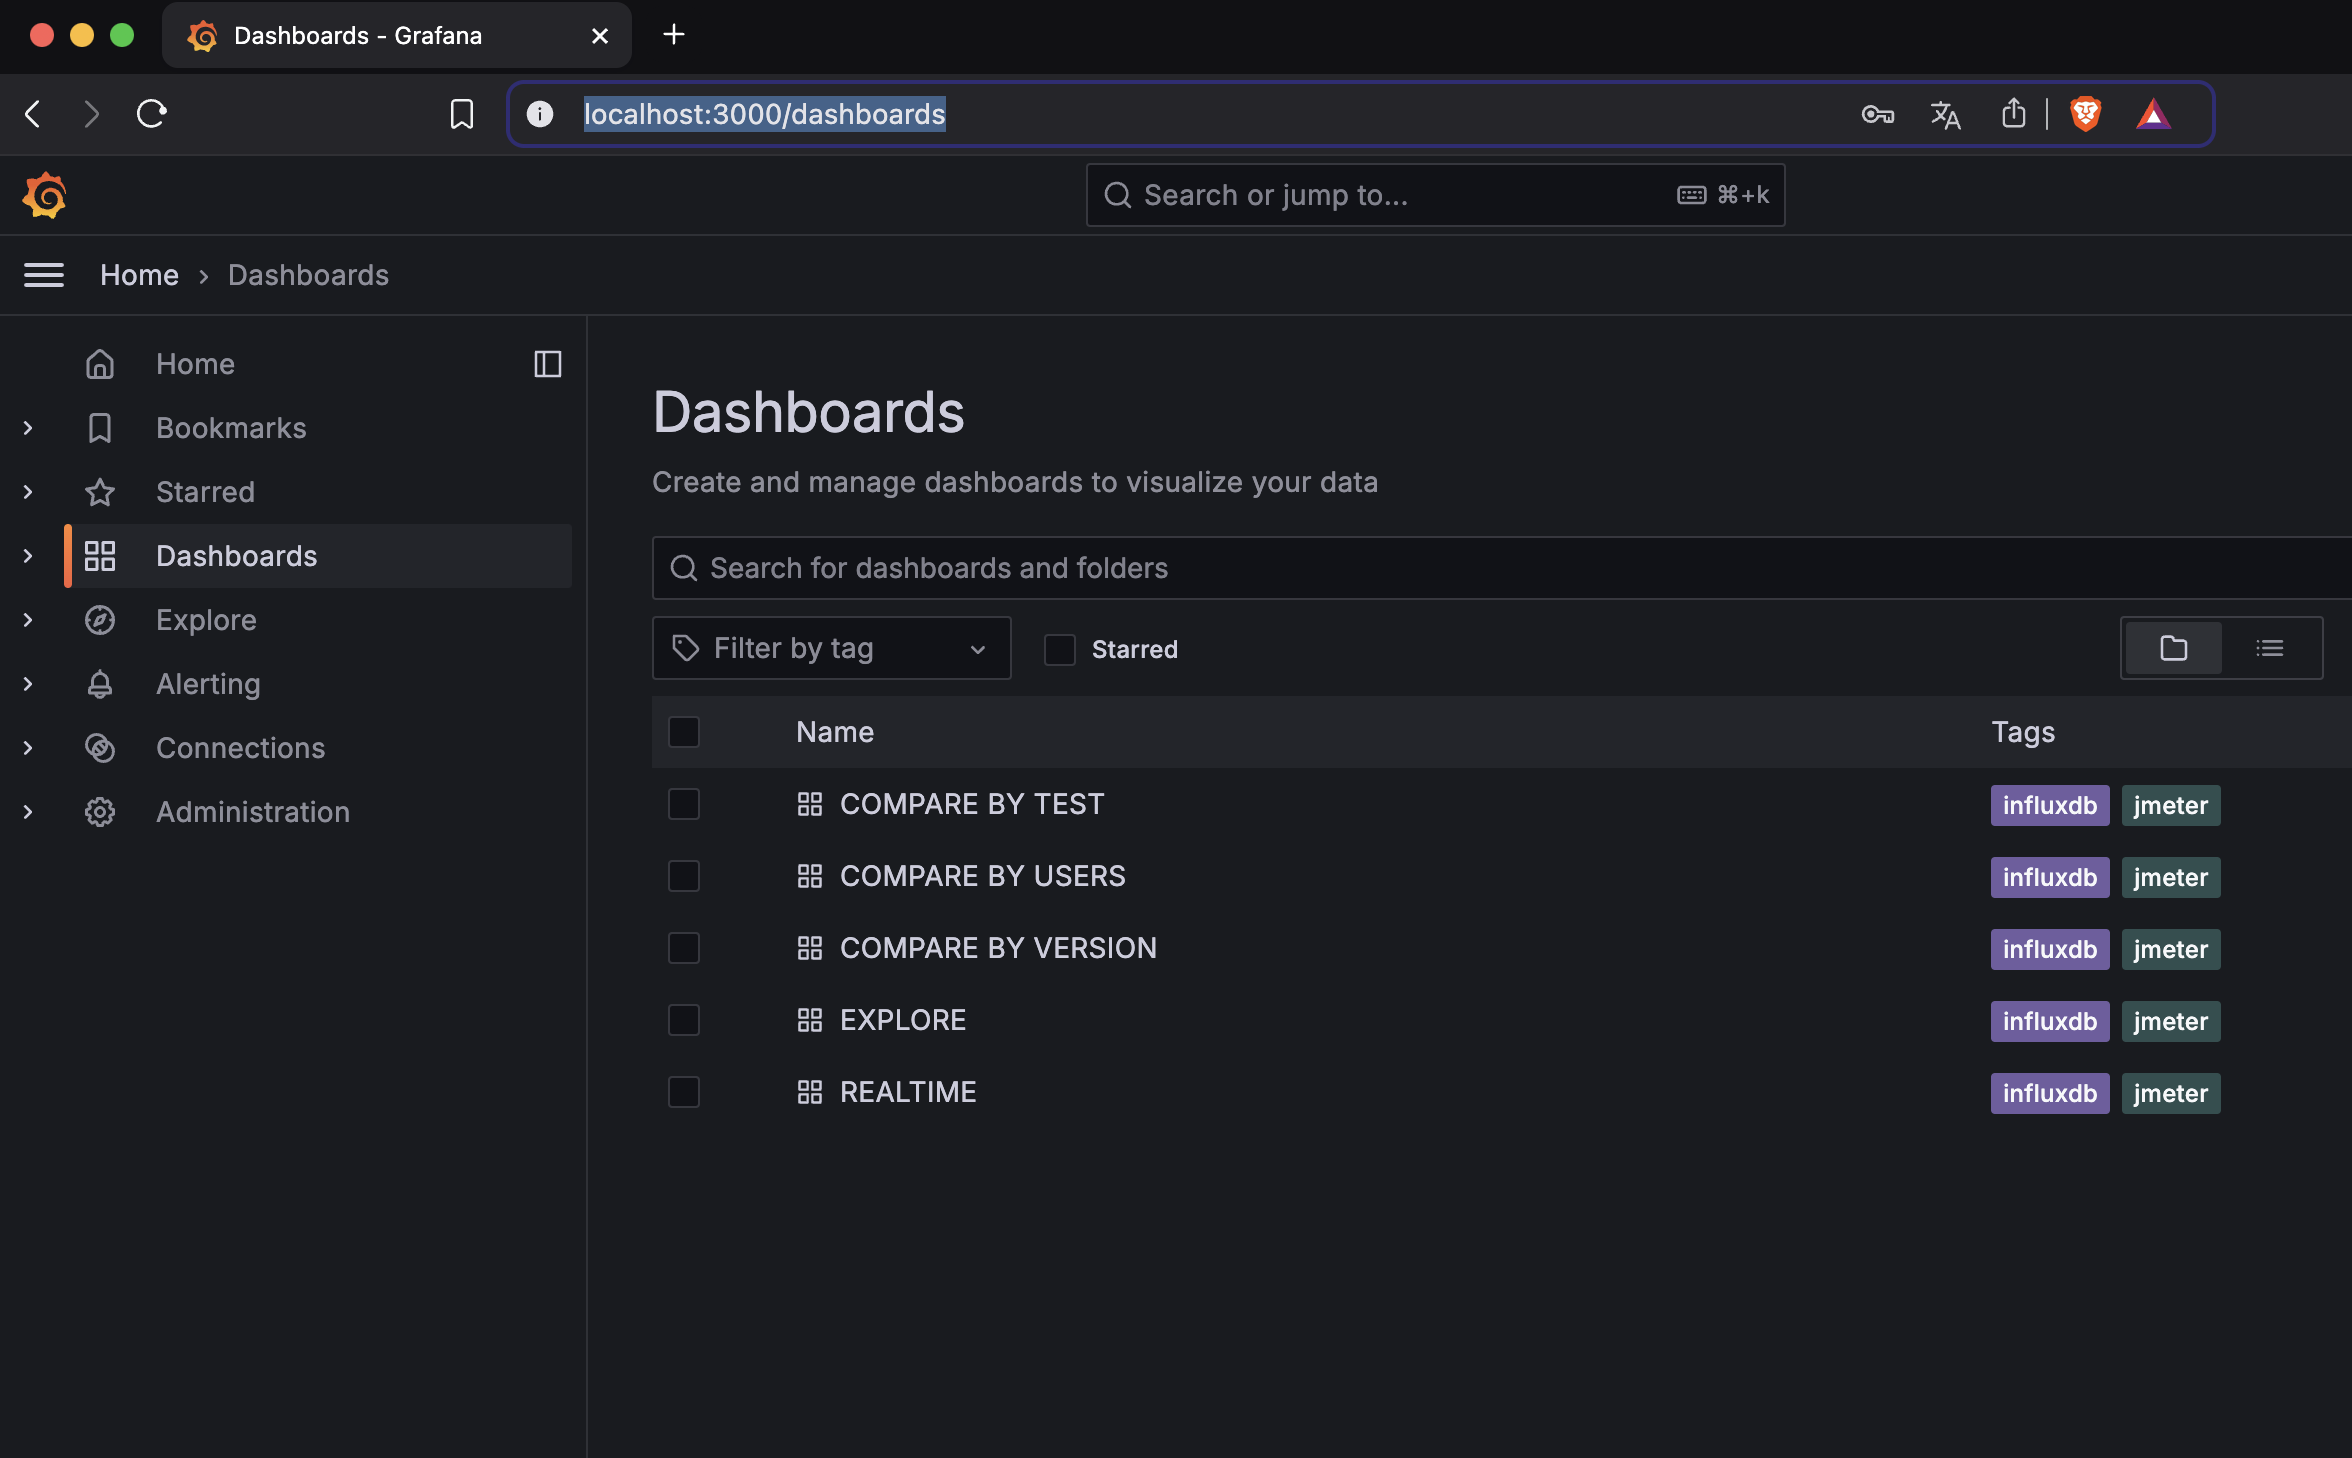 Dashboards - Grafana
localhost:3000/dashboards
Search or jump to...
⌘+k
Home › Dashboards
Home
Bookmarks
Starred
Dashboards
Explore
Alerting
Connections
Administration
Dashboards
Create and manage dashboards to visualize your data
Search for dashboards and folders
Filter by tag
Starred
Name Tags
COMPARE BY TEST influxdb jmeter
COMPARE BY USERS influxdb jmeter
COMPARE BY VERSION influxdb jmeter
EXPLORE influxdb jmeter
REALTIME influxdb jmeter